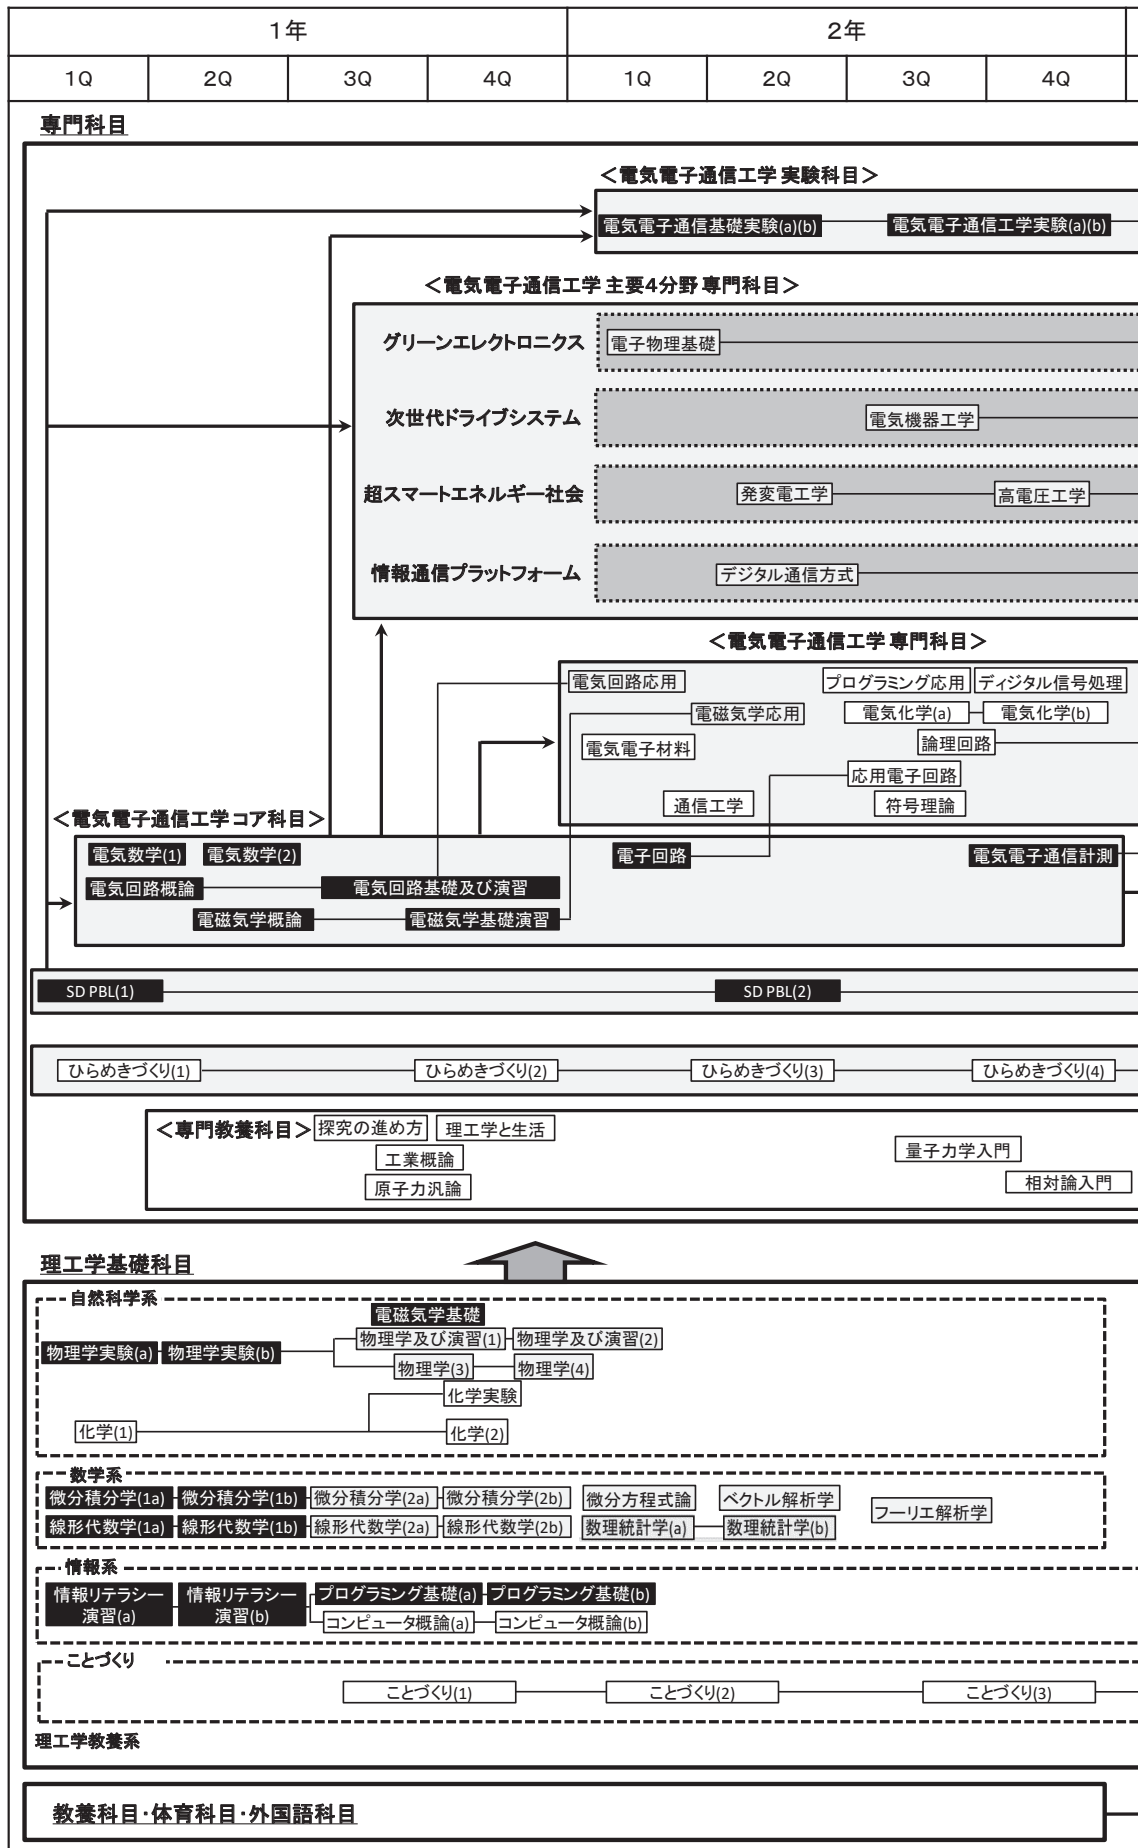 1年 2年
1Q 2Q 3Q 4Q 1Q 2Q 3Q 4Q
専門科目
＜電気電子通信工学 実験科目＞
電気電子通信基礎実験(a)(b) 電気電子通信工学実験(a)(b)
＜電気電子通信工学 主要4分野 専門科目＞
グリーンエレクトロニクス 電子物理基礎
次世代ドライブシステム 電気機器工学
超スマートエネルギー社会 発変電工学 高電圧工学
情報通信プラットフォーム デジタル通信方式
＜電気電子通信工学 専門科目＞
電気回路応用 プログラミング応用 ディジタル信号処理
電磁気学応用 電気化学(a) 電気化学(b)
電気電子材料 論理回路
応用電子回路
通信工学 符号理論
＜電気電子通信工学 コア科目＞
電気数学(1) 電気数学(2) 電子回路 電気電子通信計測
電気回路概論 電気回路基礎及び演習
電磁気学概論 電磁気学基礎演習
SD PBL(1) SD PBL(2)
ひらめきづくり(1) ひらめきづくり(2) ひらめきづくり(3) ひらめきづくり(4)
＜専門教養科目＞ 探究の進め方 理工学と生活
工業概論 量子力学入門
原子力汎論 相対論入門
理工学基礎科目
自然科学系
電磁気学基礎
物理学及び演習(1) 物理学及び演習(2)
物理学実験(a) 物理学実験(b)
物理学(3) 物理学(4)
化学実験
化学(1) 化学(2)
数学系
微分積分学(1a) 微分積分学(1b) 微分積分学(2a) 微分積分学(2b) 微分方程式論 ベクトル解析学
フーリエ解析学
線形代数学(1a) 線形代数学(1b) 線形代数学(2a) 線形代数学(2b) 数理統計学(a) 数理統計学(b)
情報系
情報リテラシー演習(a) 情報リテラシー演習(b) プログラミング基礎(a) プログラミング基礎(b)
コンピュータ概論(a) コンピュータ概論(b)
ことづくり
ことづくり(1) ことづくり(2) ことづくり(3)
理工学教養系
教養科目･体育科目･外国語科目